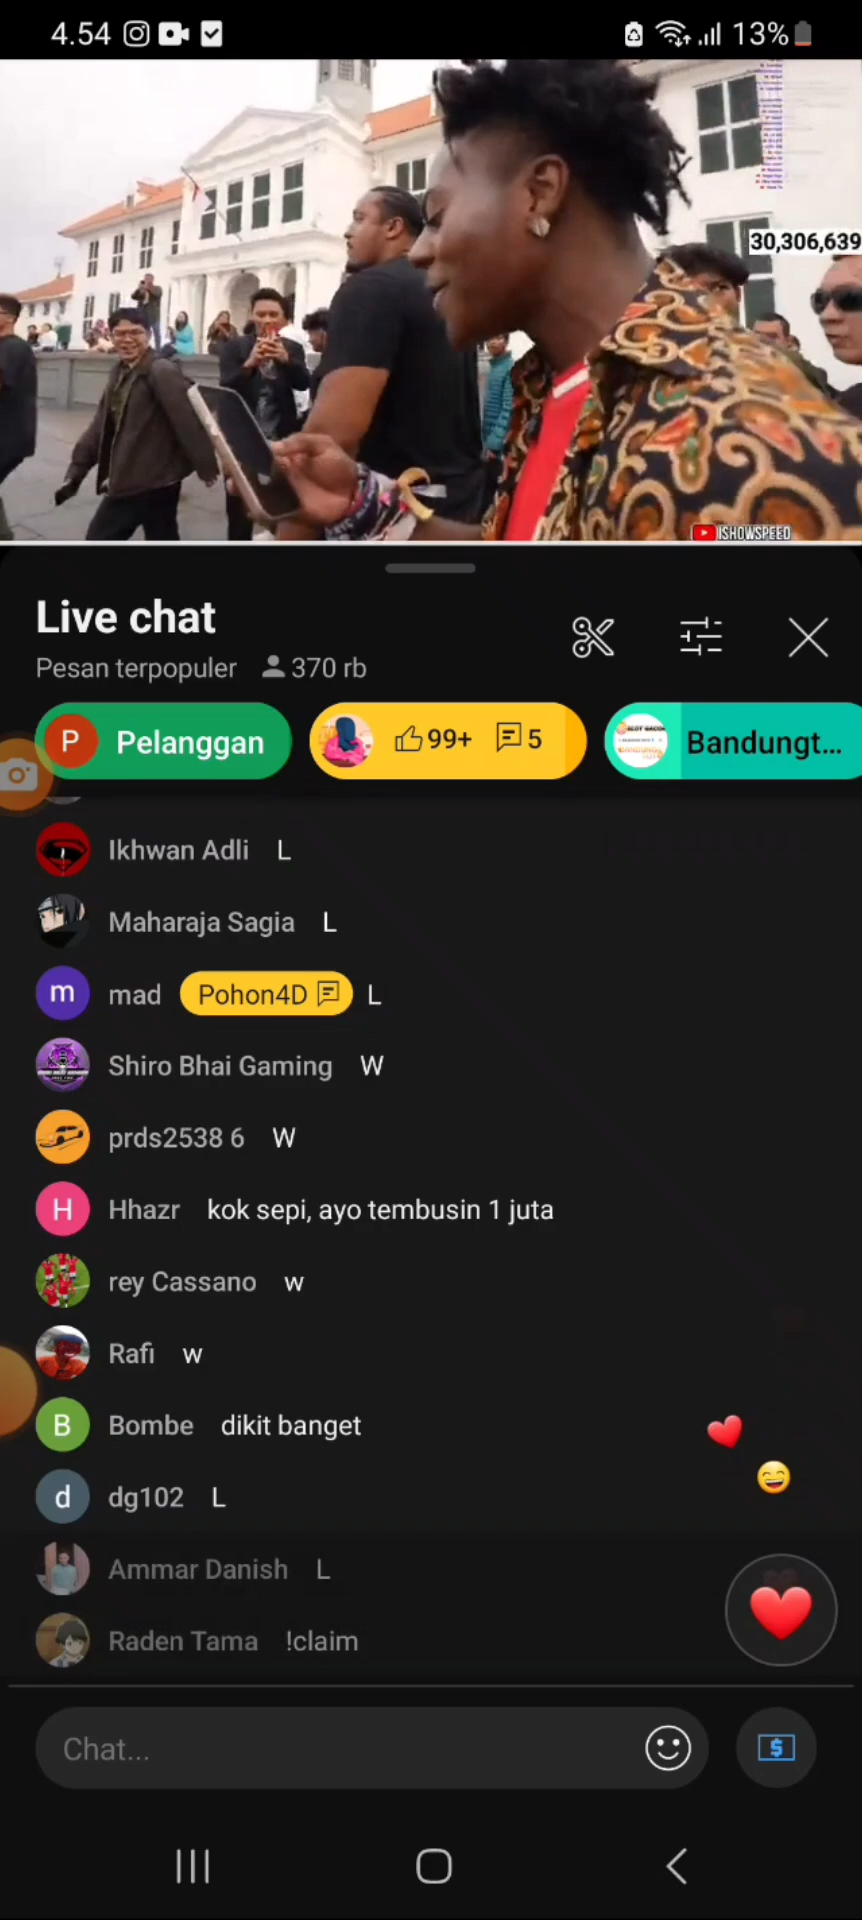 4.54
13%
30,306,639
ISHOWSPEED
Live chat
Pesan terpopuler 370 rb
P Pelanggan 99+ 5 Bandungt...
Ikhwan Adli L
Maharaja Sagia L
m mad Pohon4D L
Shiro Bhai Gaming W
prds2538 6 W
H Hhazr kok sepi, ayo tembusin 1 juta
rey Cassano w
Rafi w
B Bombe dikit banget
d dg102 L
Ammar Danish L
Raden Tama !claim
Chat...